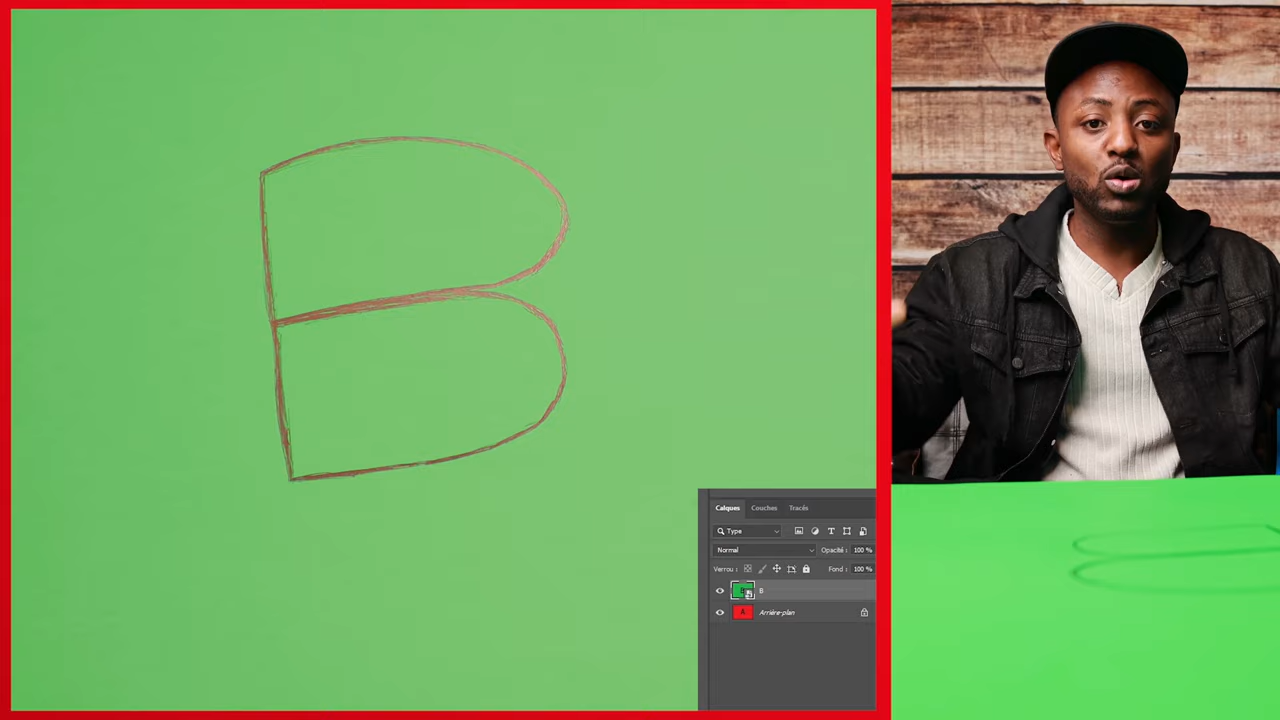 B
Calques Couches Tracés
Type
Normal Opacité : 100 %
Verrou : Fond : 100 %
B
A Arrière-plan